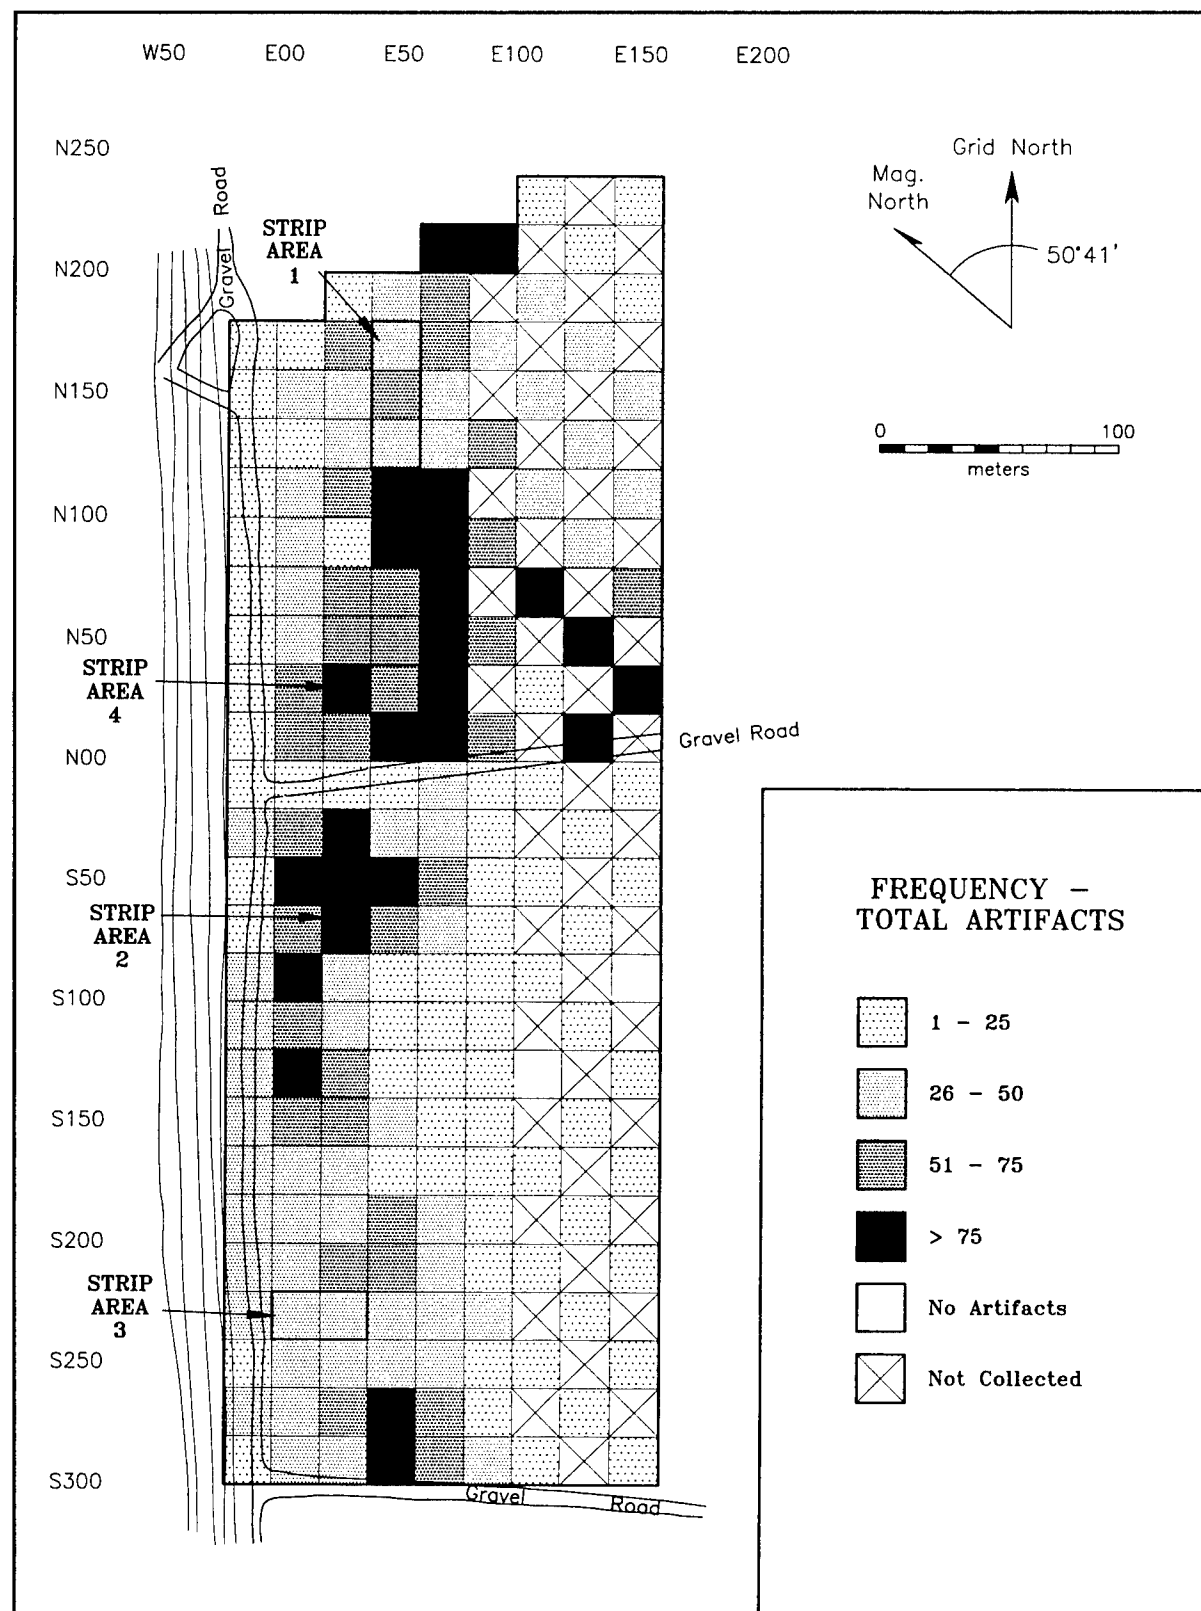 W50 E00 E50 E100 E150 E200
N250
Grid North
Mag.
North
50°41'
Gravel Road
STRIP
AREA
1
N200
0 100
meters
N150
N100
N50
STRIP
AREA
4
N00
Gravel Road
S50
STRIP
AREA
2
S100
S150
S200
STRIP
AREA
3
S250
S300
Gravel Road
FREQUENCY –
TOTAL ARTIFACTS
1 – 25
26 – 50
51 – 75
> 75
No Artifacts
Not Collected